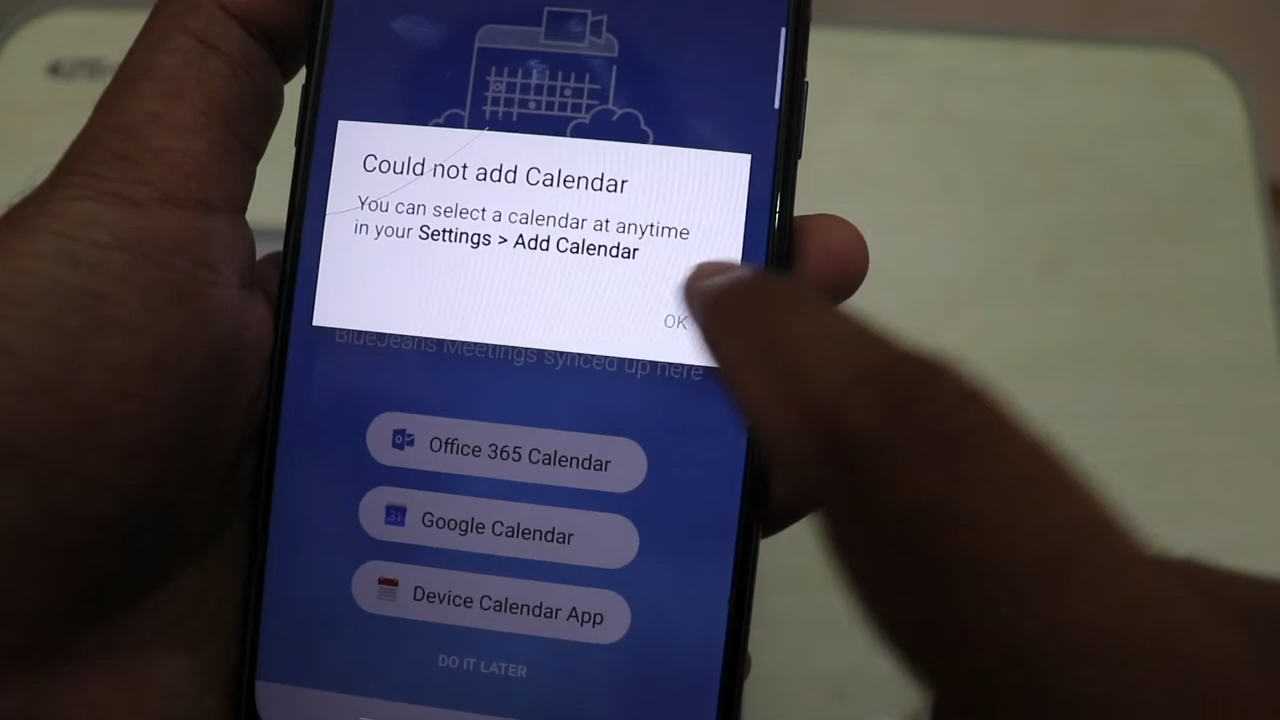 Could not add Calendar
You can select a calendar at anytime
in your Settings > Add Calendar
OK
BlueJeans Meetings synced up here
Office 365 Calendar
31
Google Calendar
Device Calendar App
DO IT LATER